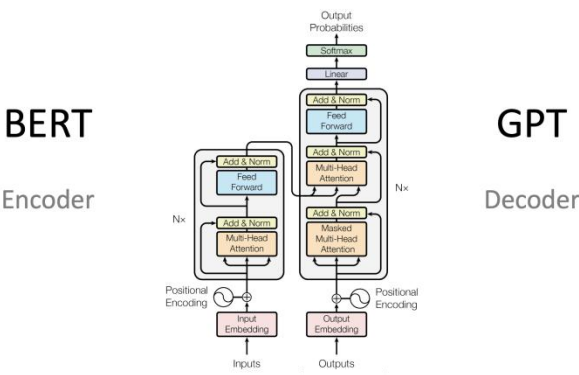 BERT
Encoder
Output
Probabilities
Softmax
Linear
Add & Norm
Feed
Forward
Add & Norm
Multi-Head
Attention
Add & Norm
Masked
Multi-Head
Attention
Nx
Add & Norm
Feed
Forward
Add & Norm
Multi-Head
Attention
Nx
Positional
Encoding
Positional
Encoding
Input
Embedding
Output
Embedding
Inputs
Outputs
GPT
Decoder